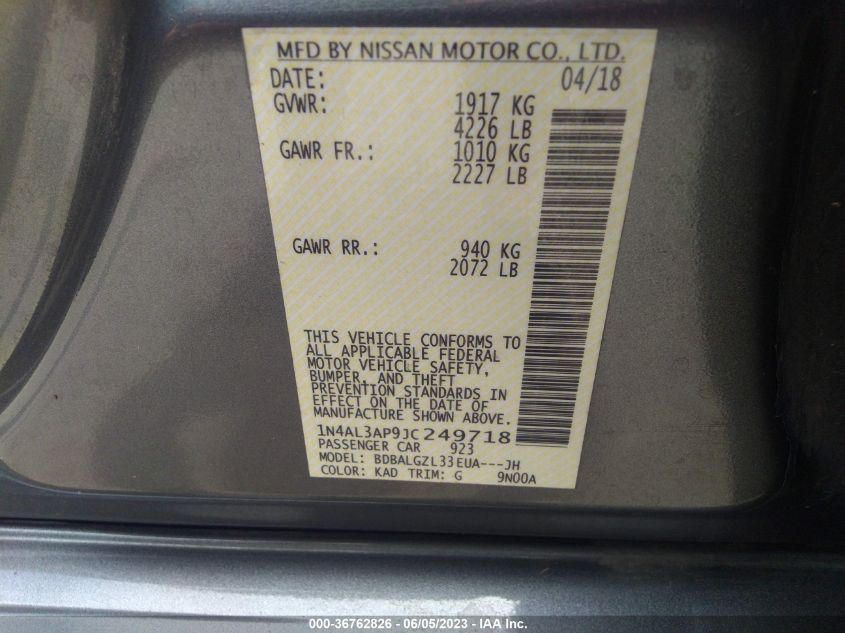 MFD BY NISSAN MOTOR CO., LTD.
DATE: 04/18
GVWR: 1917 KG
4226 LB
GAWR FR.: 1010 KG
2227 LB
GAWR RR.: 940 KG
2072 LB
THIS VEHICLE CONFORMS TO
ALL APPLICABLE FEDERAL
MOTOR VEHICLE SAFETY,
BUMPER, AND THEFT
PREVENTION STANDARDS IN
EFFECT ON THE DATE OF
MANUFACTURE SHOWN ABOVE.
1N4AL3AP9JC249718
PASSENGER CAR 923
MODEL: BDBALGZL33EUA---JH
COLOR: KAD TRIM: G 9N00A
000-36762826 - 06/05/2023 - IAA Inc.